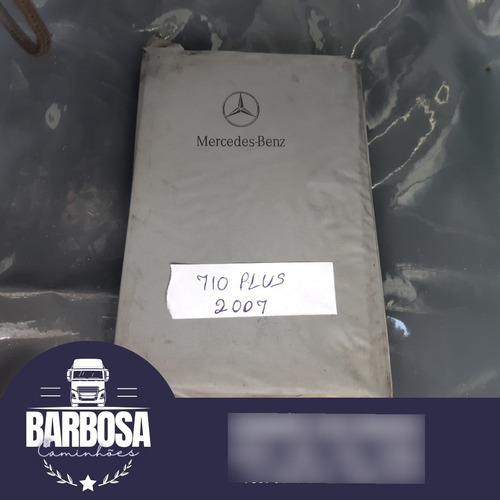 Mercedes-Benz
710 PLUS
2007
BARBOSA
Caminhões